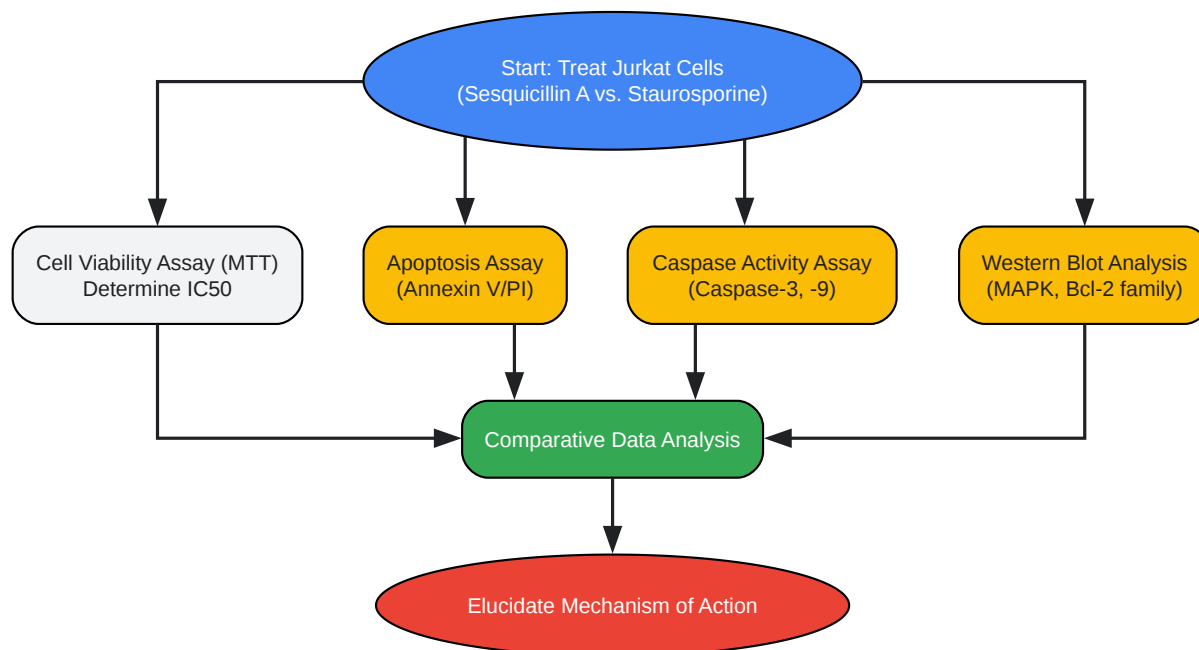 Start: Treat Jurkat Cells
(Sesquicillin A vs. Staurosporine)
Cell Viability Assay (MTT)
Determine IC50
Apoptosis Assay
(Annexin V/PI)
Caspase Activity Assay
(Caspase-3, -9)
Western Blot Analysis
(MAPK, Bcl-2 family)
Comparative Data Analysis
Elucidate Mechanism of Action